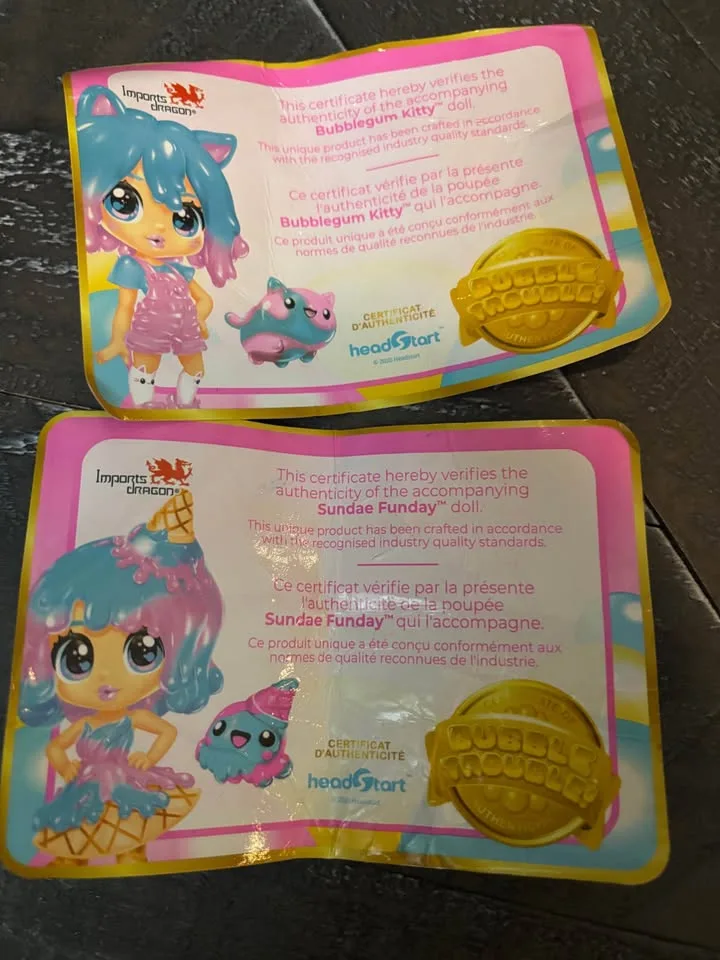 Imports
DRAGON®
This certificate hereby verifies the
authenticity of the accompanying
Bubblegum Kitty™ doll.
This unique product has been crafted in accordance
with the recognised industry quality standards.
Ce certificat vérifie par la présente
l'authenticité de la poupée
Bubblegum Kitty™ qui l'accompagne.
Ce produit unique a été conçu conformément aux
normes de qualité reconnues de l'industrie.
CERTIFICAT
D'AUTHENTICITÉ
headStart™
© 2020 Headstart
BUBBLE
TROUBLE!
Imports
DRAGON®
This certificate hereby verifies the
authenticity of the accompanying
Sundae Funday™ doll.
This unique product has been crafted in accordance
with the recognised industry quality standards.
Ce certificat vérifie par la présente
l'authenticité de la poupée
Sundae Funday™ qui l'accompagne.
Ce produit unique a été conçu conformément aux
normes de qualité reconnues de l'industrie.
CERTIFICAT
D'AUTHENTICITÉ
headStart™
© 2020 Headstart
BUBBLE
TROUBLE!